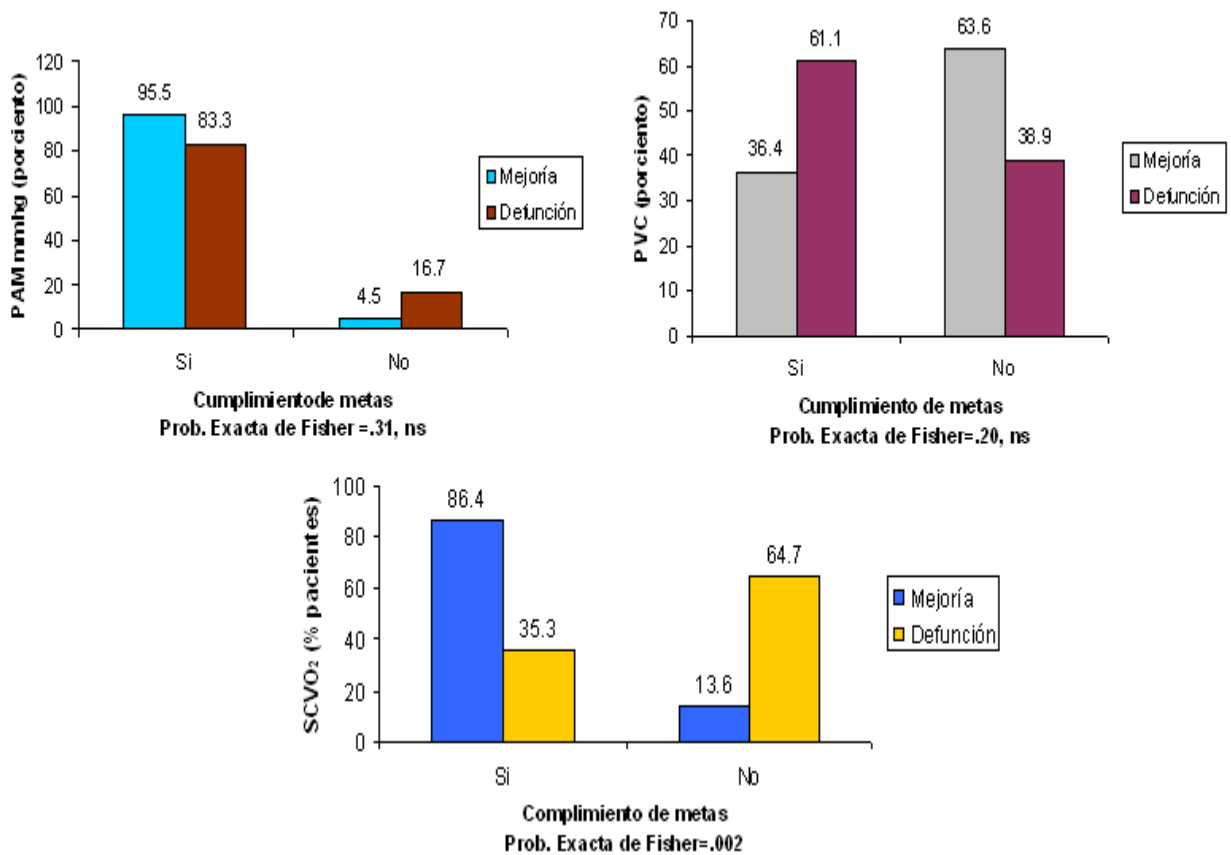 PAM mmhg (porciento)
120
100
80
60
40
20
0
95.5
83.3
4.5
16.7
Si
No
Mejoría
Defunción
Cumplimientode metas
Prob. Exacta de Fisher =.31, ns
PVC (porciento)
70
60
50
40
30
20
10
0
36.4
61.1
63.6
38.9
Si
No
Mejoría
Defunción
Cumplimiento de metas
Prob. Exacta de Fisher=.20, ns
SCVO₂ (% pacientes)
100
80
60
40
20
0
86.4
35.3
13.6
64.7
Si
No
Mejoría
Defunción
Complimiento de metas
Prob. Exacta de Fisher=.002